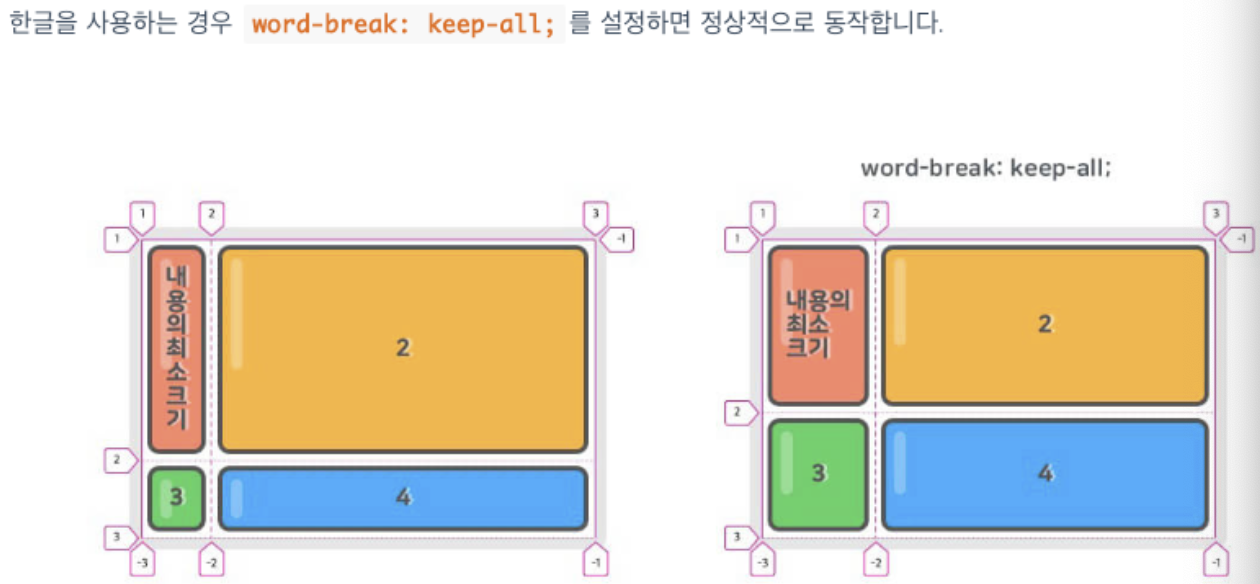 한글을 사용하는 경우 word-break: keep-all; 를 설정하면 정상적으로 동작합니다.
word-break: keep-all;
1 2 3
1 -1
내
용
의
최
소
크
기
2
2
3 4
3
-3 -2 -1
1 2 3
1 -1
내용의
최소
크기
2
2
3 4
3
-3 -2 -1